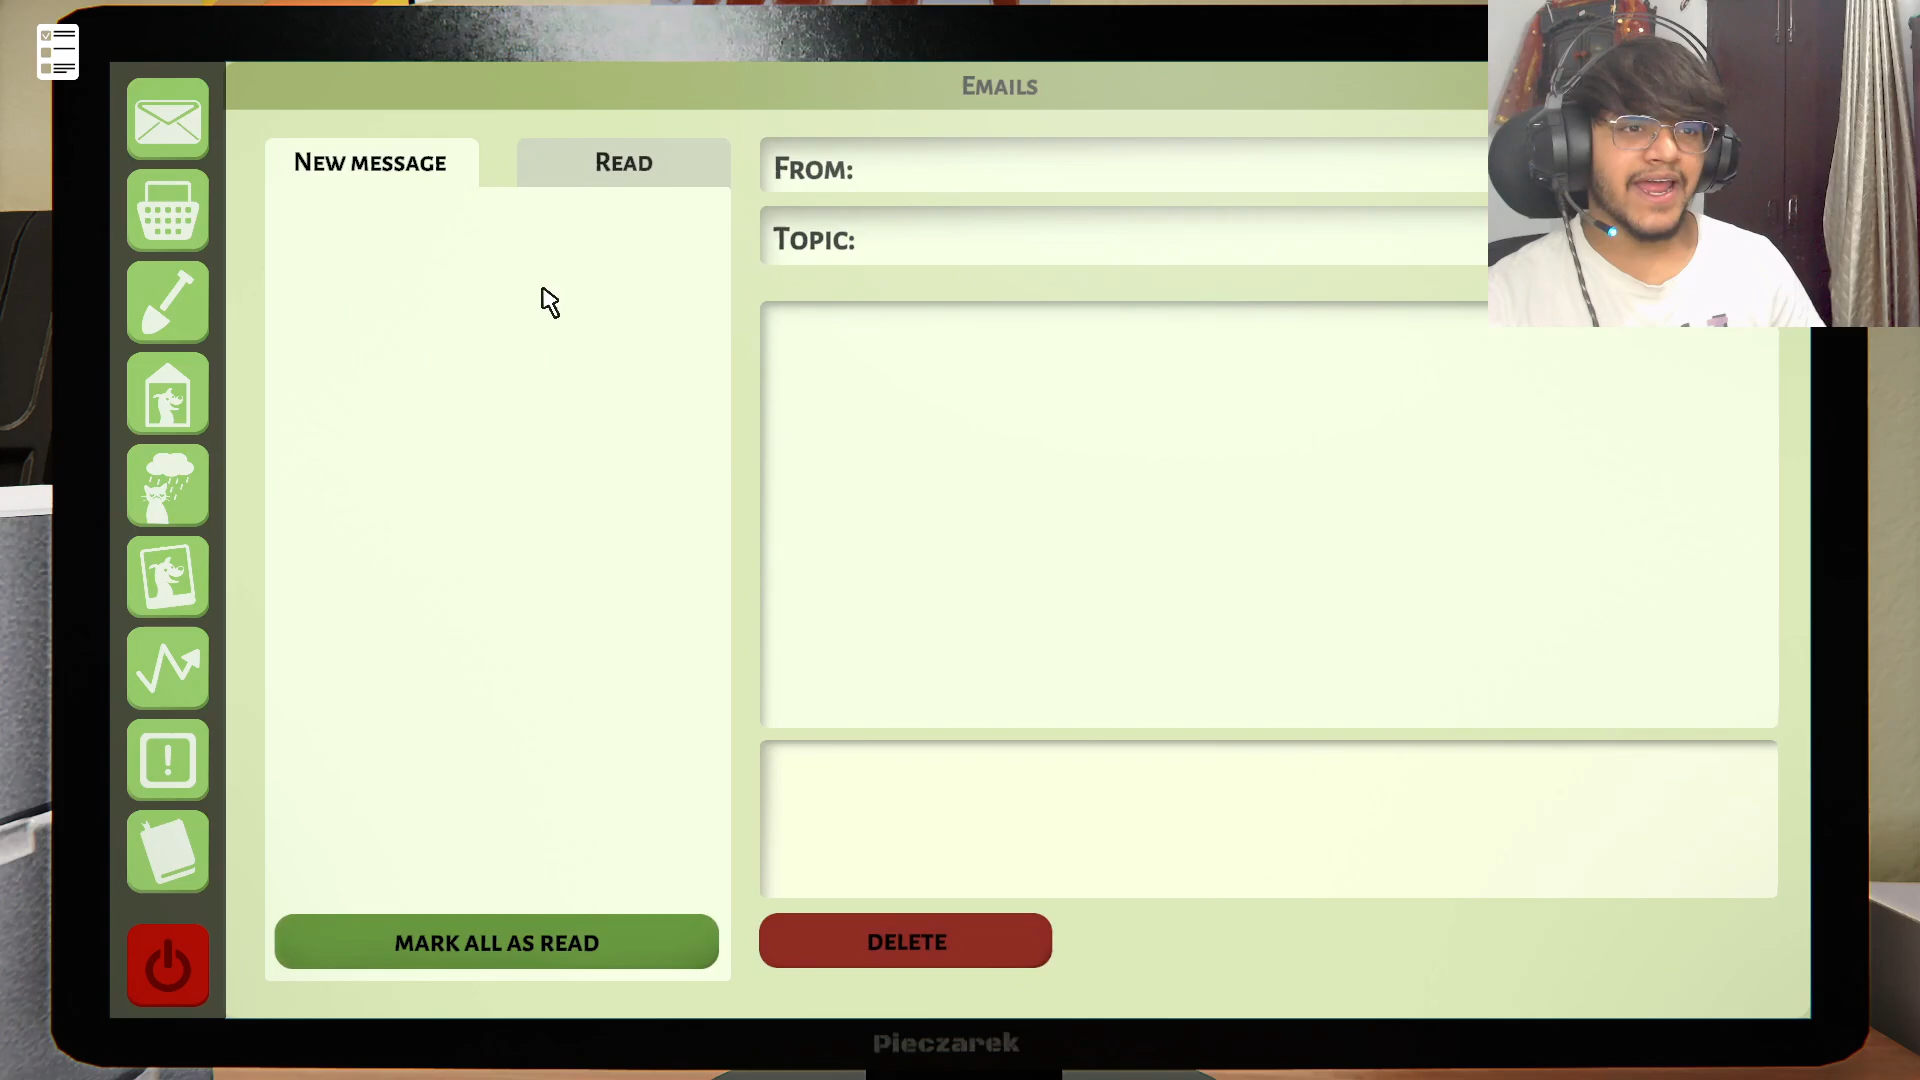 Emails
New message
Read
From:
Topic:
!
MARK ALL AS READ
DELETE
Pieczarek